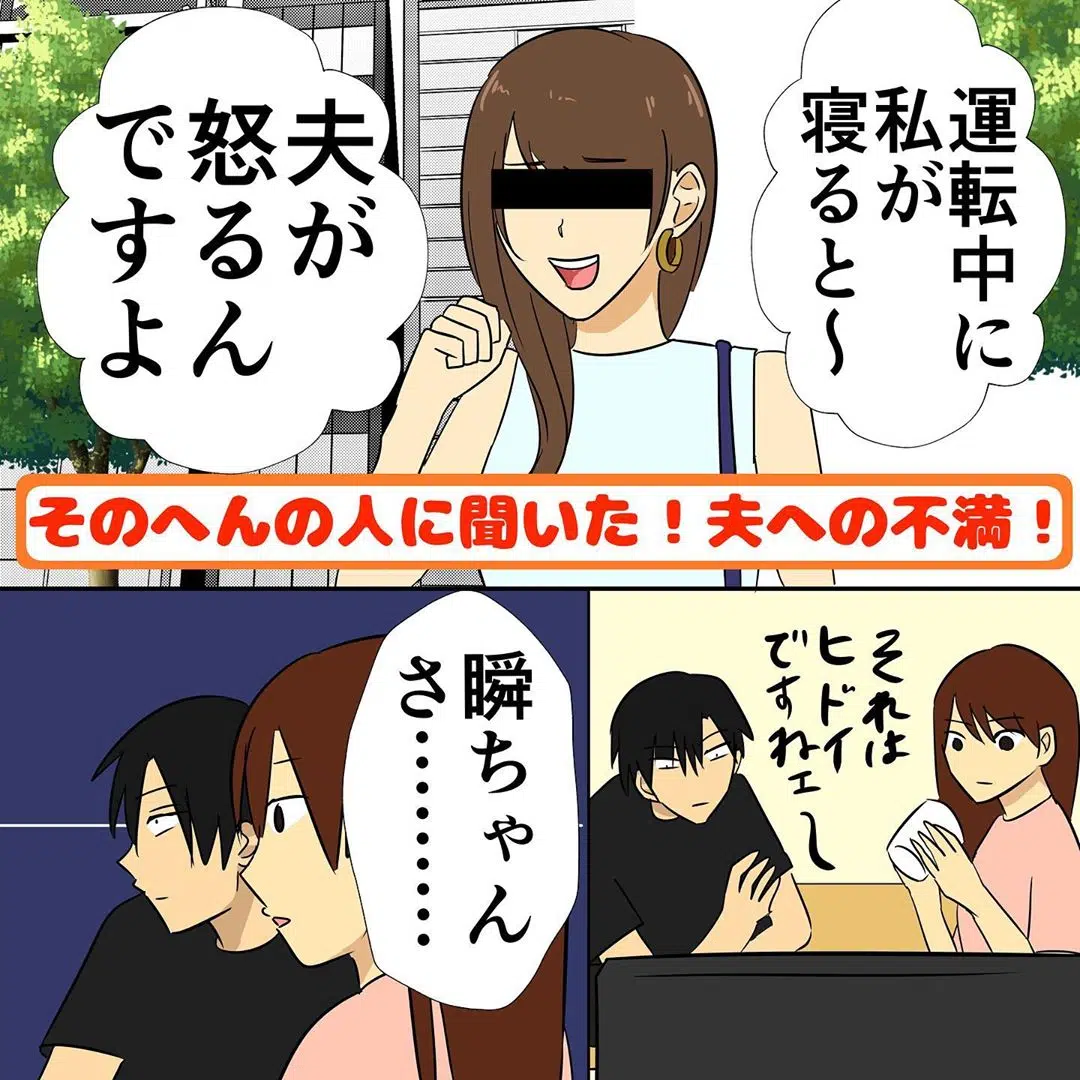 運転中に
私が
寝ると〜
夫が
怒るん
ですよ
そのへんの人に聞いた！夫への不満！
それは
ヒドイ
ですねェ〜
瞬ちゃん
さ………